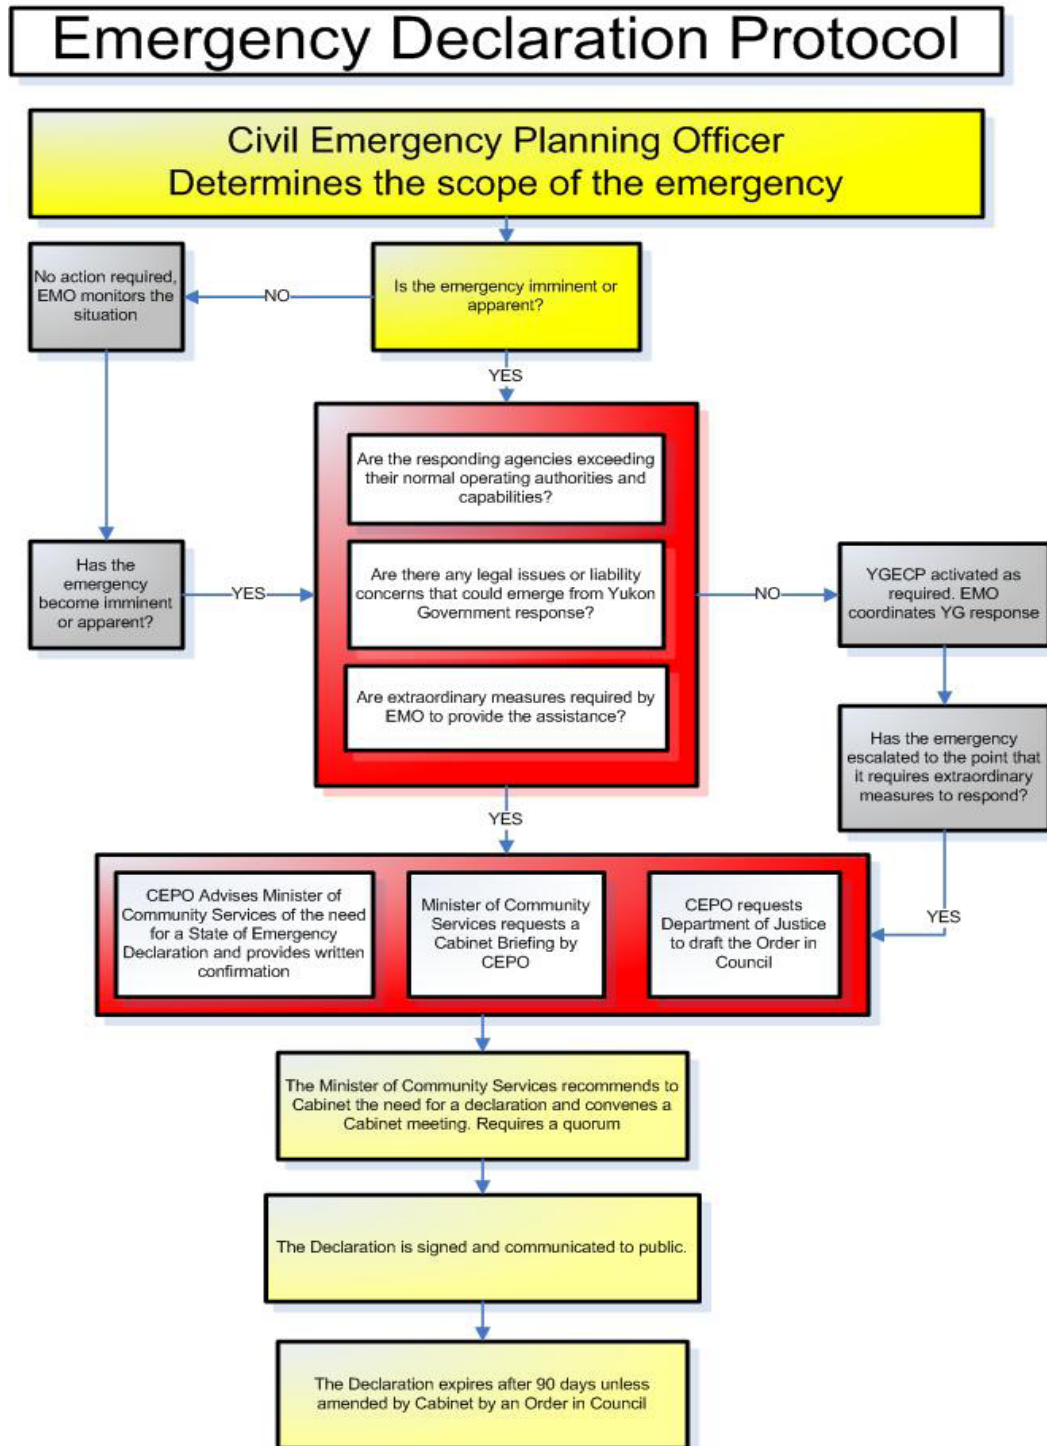 Emergency Declaration Protocol
Civil Emergency Planning Officer
Determines the scope of the emergency
No action required,
EMO monitors the
situation
NO
Is the emergency imminent or
apparent?
YES
Are the responding agencies exceeding
their normal operating authorities and
capabilities?
Has the
emergency
become imminent
or apparent?
YES
Are there any legal issues or liability
concerns that could emerge from Yukon
Government response?
NO
YGECP activated as
required. EMO
coordinates YG response
Are extraordinary measures required by
EMO to provide the assistance?
Has the emergency
escalated to the point that
it requires extraordinary
measures to respond?
YES
CEPO Advises Minister of
Community Services of the need
for a State of Emergency
Declaration and provides written
confirmation
Minister of Community
Services requests a
Cabinet Briefing by
CEPO
CEPO requests
Department of Justice
to draft the Order in
Council
YES
The Minister of Community Services recommends to
Cabinet the need for a declaration and convenes a
Cabinet meeting. Requires a quorum
The Declaration is signed and communicated to public.
The Declaration expires after 90 days unless
amended by Cabinet by an Order in Council